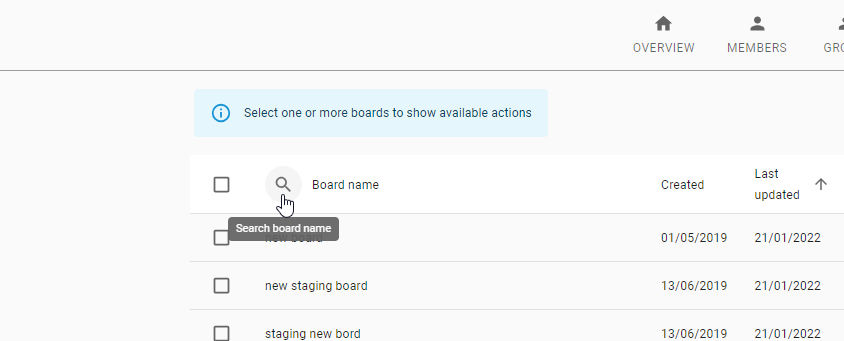 OVERVIEW
MEMBERS
Select one or more boards to show available actions
Board name
Created
Last
updated
Search board name
new board
01/05/2019
21/01/2022
new staging board
13/06/2019
21/01/2022
staging new bord
13/06/2019
21/01/2022